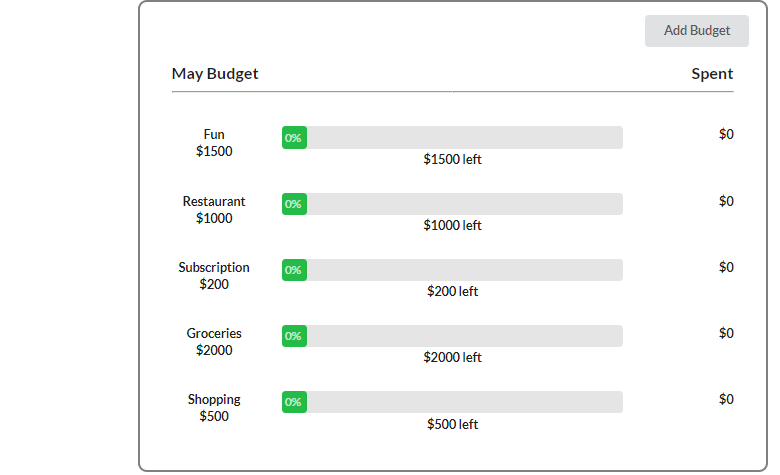 Add Budget
May Budget Spent
Fun
$1500
0%
$1500 left
$0
Restaurant
$1000
0%
$1000 left
$0
Subscription
$200
0%
$200 left
$0
Groceries
$2000
0%
$2000 left
$0
Shopping
$500
0%
$500 left
$0